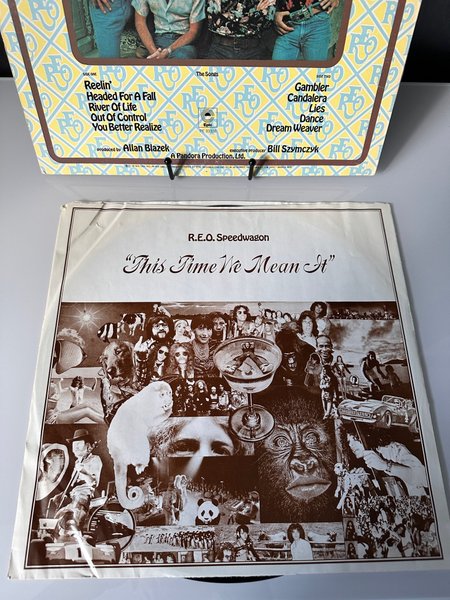 SIDE ONE
Reelin'
Headed For A Fall
River Of Life
Out Of Control
You Better Realize
The Songs
SIDE TWO
Gambler
Candalera
Lies
Dance
Dream Weaver
Epic
produced by Allan Blazek
executive producer Bill Szymczyk
A Pandora Production, Ltd.
R.E.O. Speedwagon
"This Time We Mean It"